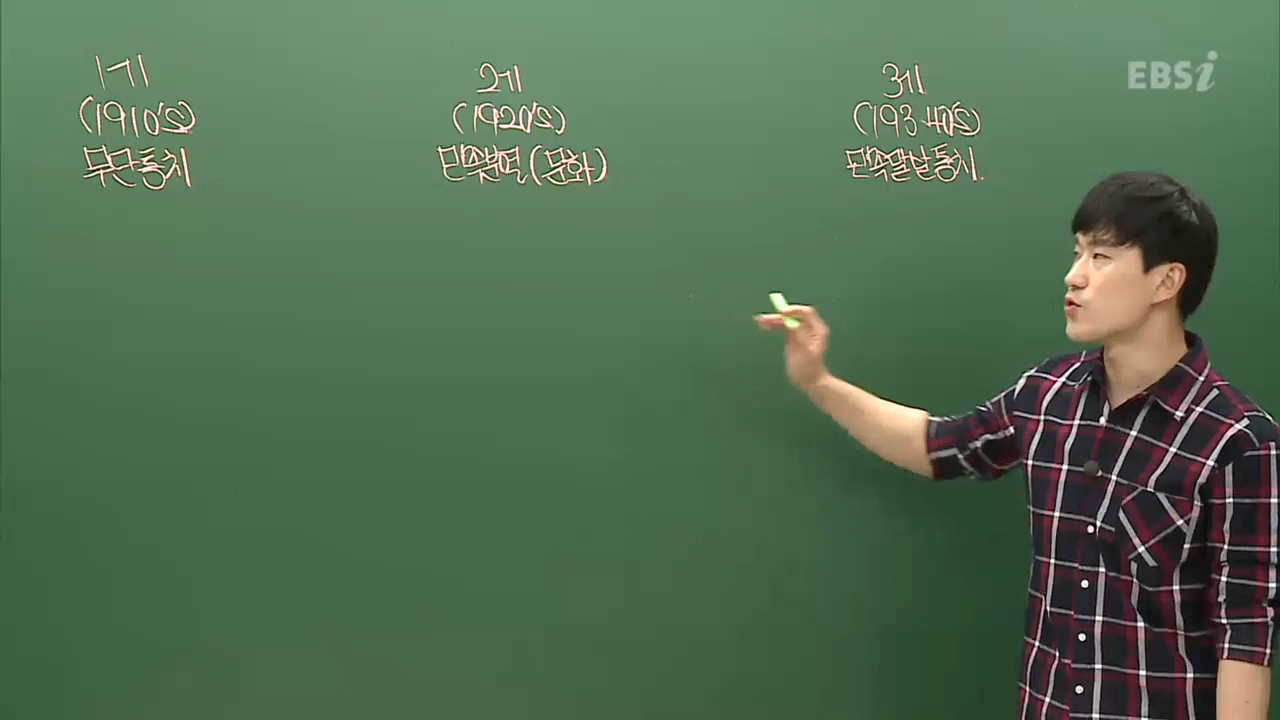 1기
(1910's)
무단통치
2기
(1920's)
민족분열(문화)
3기
(193·40's)
민족말살통치.
EBSi